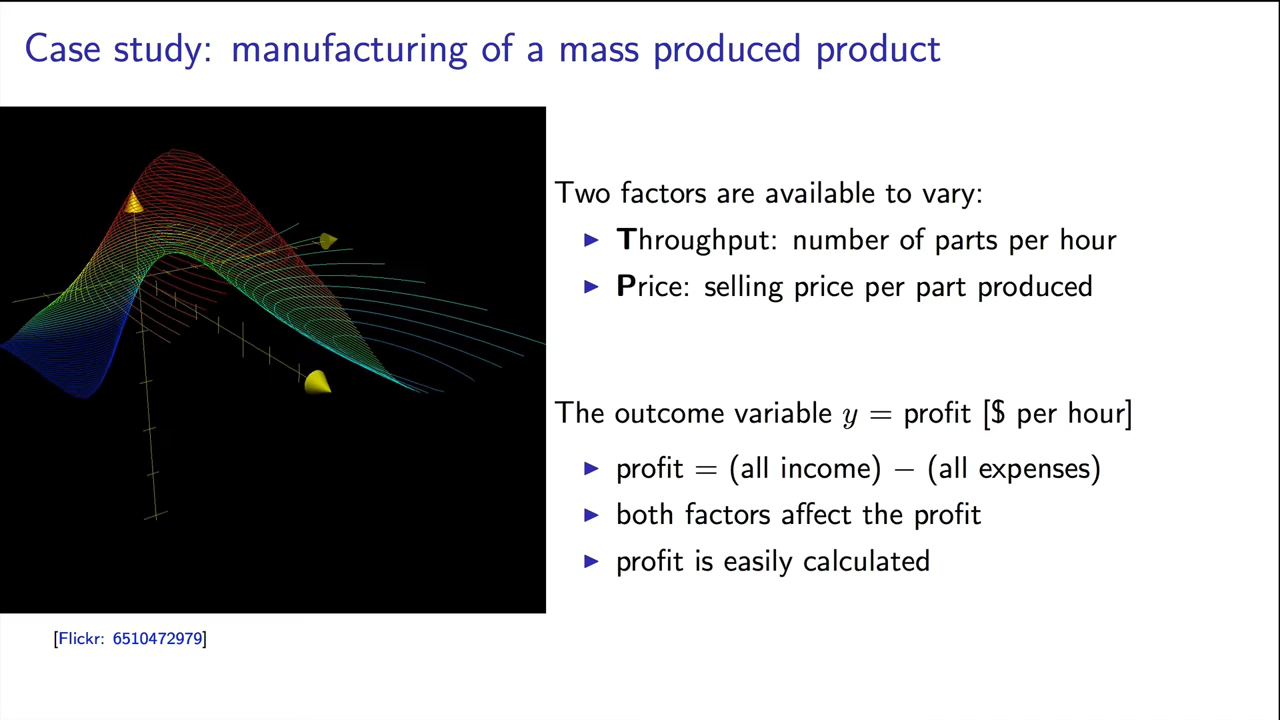 Case study: manufacturing of a mass produced product
Two factors are available to vary:
▶ Throughput: number of parts per hour
▶ Price: selling price per part produced
The outcome variable y = profit [$ per hour]
▶ profit = (all income) − (all expenses)
▶ both factors affect the profit
▶ profit is easily calculated
[Flickr: 6510472979]